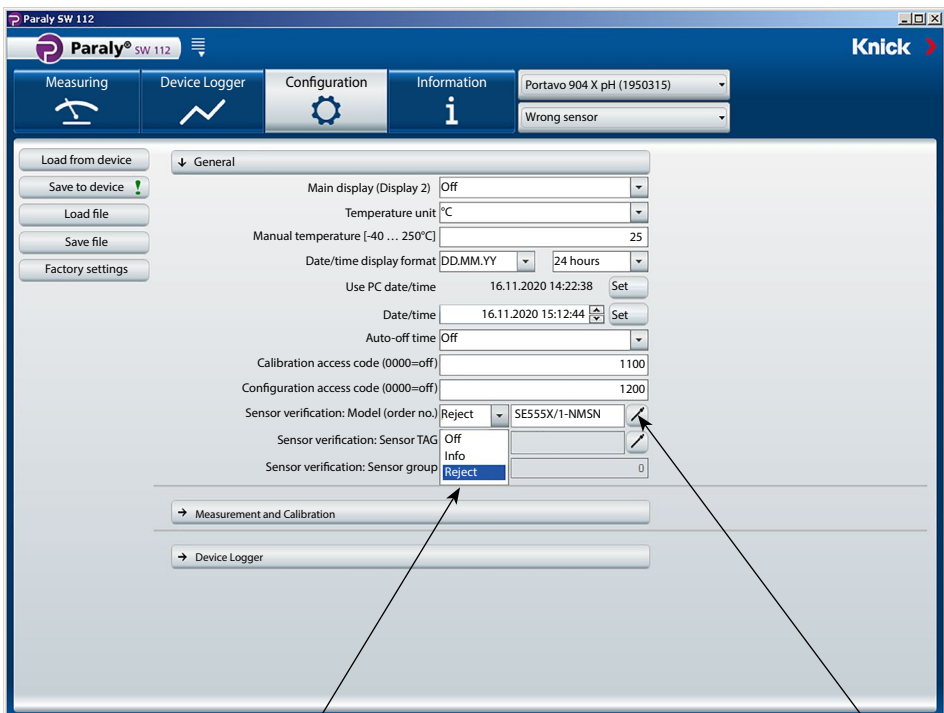 Paraly SW 112
Paraly® SW 112
Knick
Measuring
Device Logger
Configuration
Information
Portavo 904 X pH (1950315)
Wrong sensor
Load from device
Save to device !
Load file
Save file
Factory settings
↓ General
Main display (Display 2) Off
Temperature unit °C
Manual temperature [-40 … 250°C] 25
Date/time display format DD.MM.YY 24 hours
Use PC date/time 16.11.2020 14:22:38 Set
Date/time 16.11.2020 15:12:44 Set
Auto-off time Off
Calibration access code (0000=off) 1100
Configuration access code (0000=off) 1200
Sensor verification: Model (order no.) Reject SE555X/1-NMSN
Sensor verification: Sensor TAG Off
Info
Sensor verification: Sensor group Reject 0
→ Measurement and Calibration
→ Device Logger